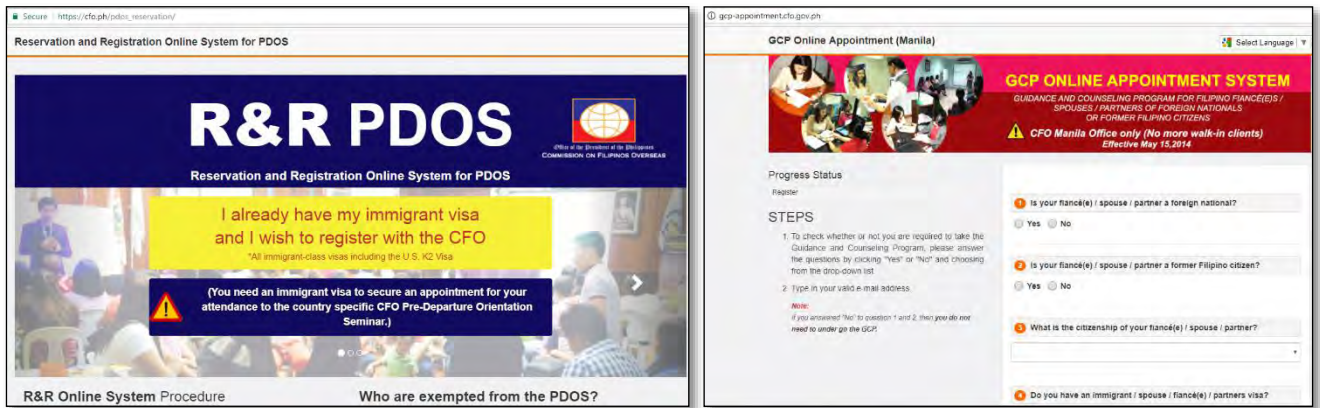 Secure https://cfo.ph/pdos_reservation/
Reservation and Registration Online System for PDOS
R&R PDOS
Office of the President of the Philippines
COMMISSION ON FILIPINOS OVERSEAS
Reservation and Registration Online System for PDOS
I already have my immigrant visa
and I wish to register with the CFO
*All immigrant-class visas including the U.S. K2 Visa
(You need an immigrant visa to secure an appointment for your
attendance to the country specific CFO Pre-Departure Orientation
Seminar.)
R&R Online System Procedure
Who are exempted from the PDOS?
gcp-appointment.cfo.gov.ph
GCP Online Appointment (Manila)
Select Language
GCP ONLINE APPOINTMENT SYSTEM
GUIDANCE AND COUNSELING PROGRAM FOR FILIPINO FIANCÉ(E)S /
SPOUSES / PARTNERS OF FOREIGN NATIONALS
OR FORMER FILIPINO CITIZENS
CFO Manila Office only (No more walk-in clients)
Effective May 15,2014
Progress Status
Register
STEPS
1. To check whether or not you are required to take the
Guidance and Counseling Program, please answer
the questions by clicking "Yes" or "No" and choosing
from the drop-down list
2. Type in your valid e-mail address.
Note:
If you answered "No" to question 1 and 2, then you do not
need to under go the GCP.
1 Is your fiancé(e) / spouse / partner a foreign national?
Yes No
2 Is your fiancé(e) / spouse / partner a former Filipino citizen?
Yes No
3 What is the citizenship of your fiancé(e) / spouse / partner?
4 Do you have an immigrant / spouse / fiancé(e) / partners visa?